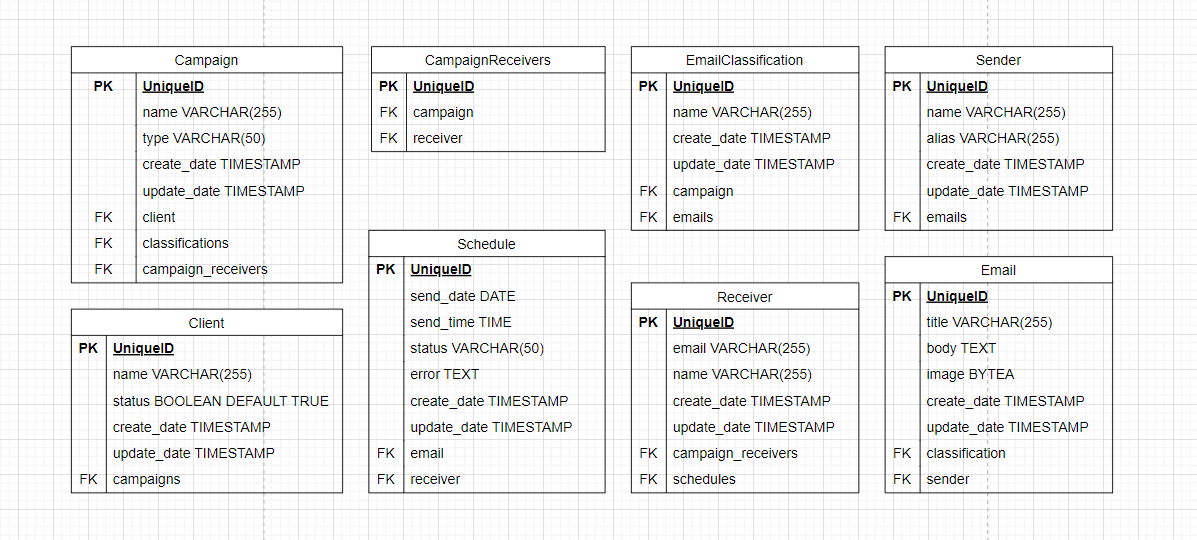 Campaign
PK UniqueID
name VARCHAR(255)
type VARCHAR(50)
create_date TIMESTAMP
update_date TIMESTAMP
FK client
FK classifications
FK campaign_receivers
CampaignReceivers
PK UniqueID
FK campaign
FK receiver
EmailClassification
PK UniqueID
name VARCHAR(255)
create_date TIMESTAMP
update_date TIMESTAMP
FK campaign
FK emails
Sender
PK UniqueID
name VARCHAR(255)
alias VARCHAR(255)
create_date TIMESTAMP
update_date TIMESTAMP
FK emails
Client
PK UniqueID
name VARCHAR(255)
status BOOLEAN DEFAULT TRUE
create_date TIMESTAMP
update_date TIMESTAMP
FK campaigns
Schedule
PK UniqueID
send_date DATE
send_time TIME
status VARCHAR(50)
error TEXT
create_date TIMESTAMP
update_date TIMESTAMP
FK email
FK receiver
Receiver
PK UniqueID
email VARCHAR(255)
name VARCHAR(255)
create_date TIMESTAMP
update_date TIMESTAMP
FK campaign_receivers
FK schedules
Email
PK UniqueID
title VARCHAR(255)
body TEXT
image BYTEA
create_date TIMESTAMP
update_date TIMESTAMP
FK classification
FK sender